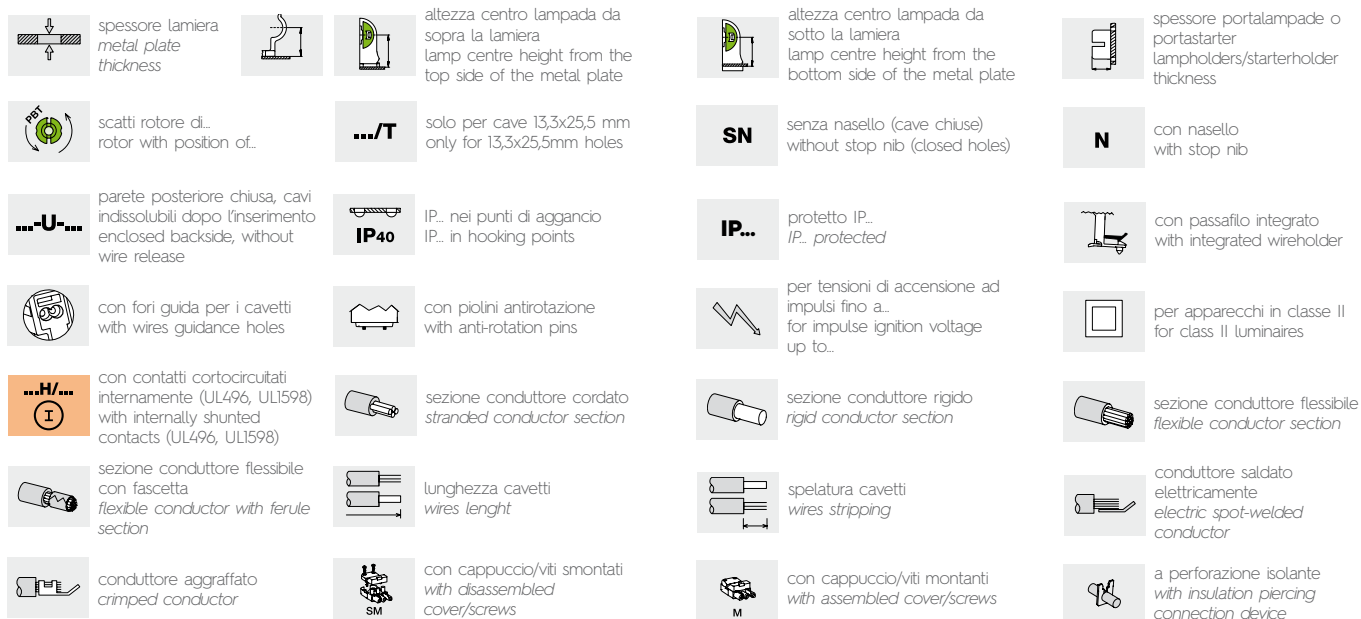 spessore lamiera
metal plate
thickness
altezza centro lampada da
sopra la lamiera
lamp centre height from the
top side of the metal plate
altezza centro lampada da
sotto la lamiera
lamp centre height from the
bottom side of the metal plate
spessore portalampade o
portastarter
lampholders/starterholder
thickness
PBT
scatti rotore di...
rotor with position of...
.../T
solo per cave 13,3x25,5 mm
only for 13,3x25,5mm holes
SN
senza nasello (cave chiuse)
without stop nib (closed holes)
N
con nasello
with stop nib
...-U-...
parete posteriore chiusa, cavi
indissolubili dopo l'inserimento
enclosed backside, without
wire release
IP40
IP... nei punti di aggancio
IP... in hooking points
IP...
protetto IP...
IP... protected
con passafilo integrato
with integrated wireholder
con fori guida per i cavetti
with wires guidance holes
con piolini antirotazione
with anti-rotation pins
per tensioni di accensione ad
impulsi fino a...
for impulse ignition voltage
up to...
per apparecchi in classe II
for class II luminaires
...H/...
I
con contatti cortocircuitati
internamente (UL496, UL1598)
with internally shunted
contacts (UL496, UL1598)
sezione conduttore cordato
stranded conductor section
sezione conduttore rigido
rigid conductor section
sezione conduttore flessibile
flexible conductor section
sezione conduttore flessibile
con fascetta
flexible conductor with ferule
section
lunghezza cavetti
wires lenght
spelatura cavetti
wires stripping
conduttore saldato
elettricamente
electric spot-welded
conductor
conduttore aggraffato
crimped conductor
SM
con cappuccio/viti smontati
with disassembled
cover/screws
M
con cappuccio/viti montanti
with assembled cover/screws
a perforazione isolante
with insulation piercing
connection device